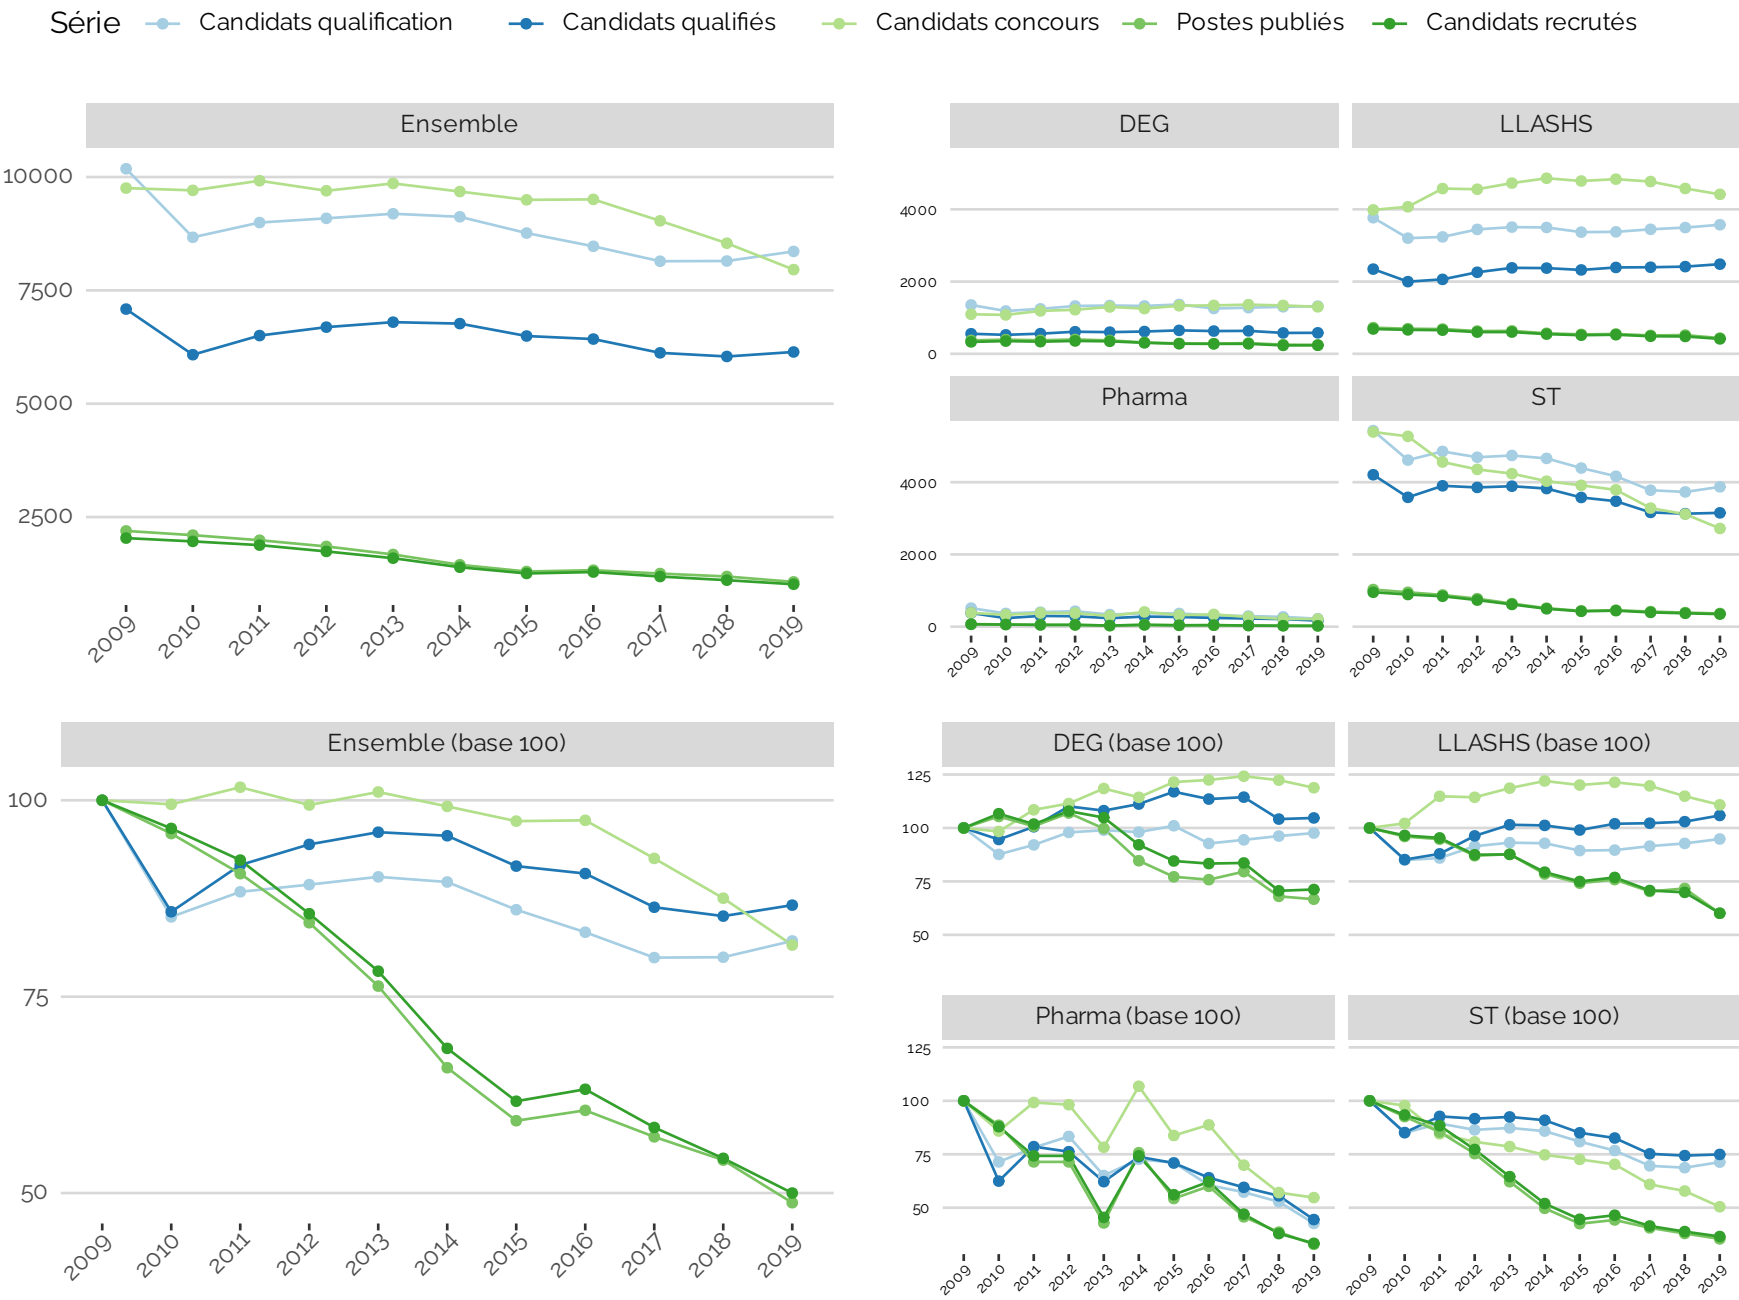 Série Candidats qualification Candidats qualifiés Candidats concours Postes publiés Candidats recrutés
Ensemble
10000
7500
5000
2500
2009 2010 2011 2012 2013 2014 2015 2016 2017 2018 2019
DEG LLASHS
4000
2000
0
Pharma ST
4000
2000
0
2009 2010 2011 2012 2013 2014 2015 2016 2017 2018 2019 2009 2010 2011 2012 2013 2014 2015 2016 2017 2018 2019
Ensemble (base 100)
100
75
50
2009 2010 2011 2012 2013 2014 2015 2016 2017 2018 2019
DEG (base 100) LLASHS (base 100)
125
100
75
50
Pharma (base 100) ST (base 100)
125
100
75
50
2009 2010 2011 2012 2013 2014 2015 2016 2017 2018 2019 2009 2010 2011 2012 2013 2014 2015 2016 2017 2018 2019